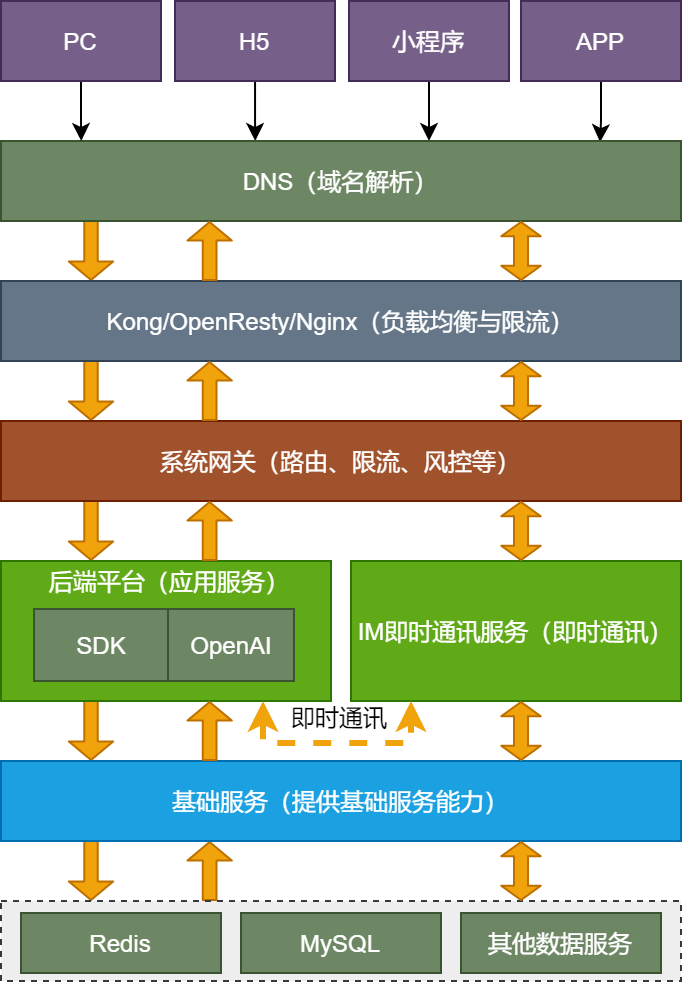 PC
H5
小程序
APP
DNS（域名解析）
Kong/OpenResty/Nginx（负载均衡与限流）
系统网关（路由、限流、风控等）
后端平台（应用服务）
SDK
OpenAI
IM即时通讯服务（即时通讯）
即时通讯
基础服务（提供基础服务能力）
Redis
MySQL
其他数据服务